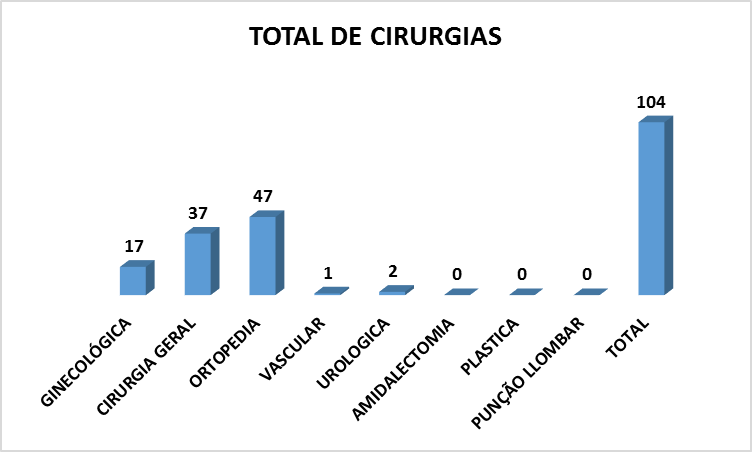 TOTAL DE CIRURGIAS
17
37
47
1
2
0
0
0
104
GINECOLÓGICA
CIRURGIA GERAL
ORTOPEDIA
VASCULAR
UROLOGICA
AMIDALECTOMIA
PLASTICA
PUNÇÃO LLOMBAR
TOTAL